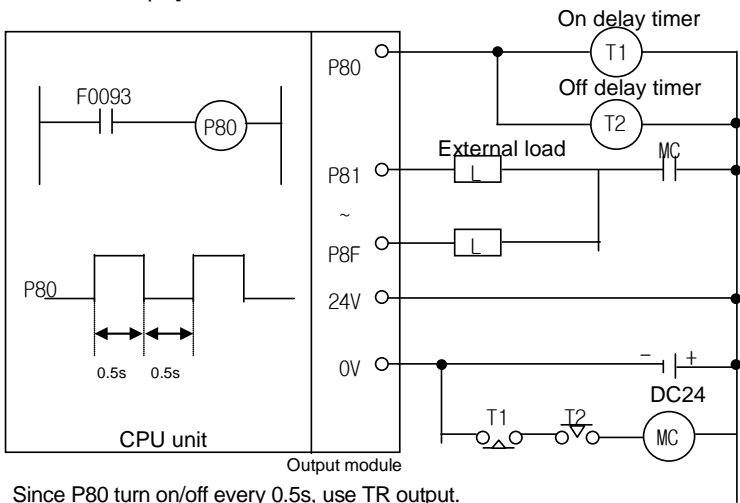 On delay timer
P80
T1
F0093
P80
Off delay timer
T2
External load
MC
P81
L
~
P8F
L
P80
24V
0.5s 0.5s
0V
− +
DC24
T1 T2
MC
CPU unit
Output module
Since P80 turn on/off every 0.5s, use TR output.